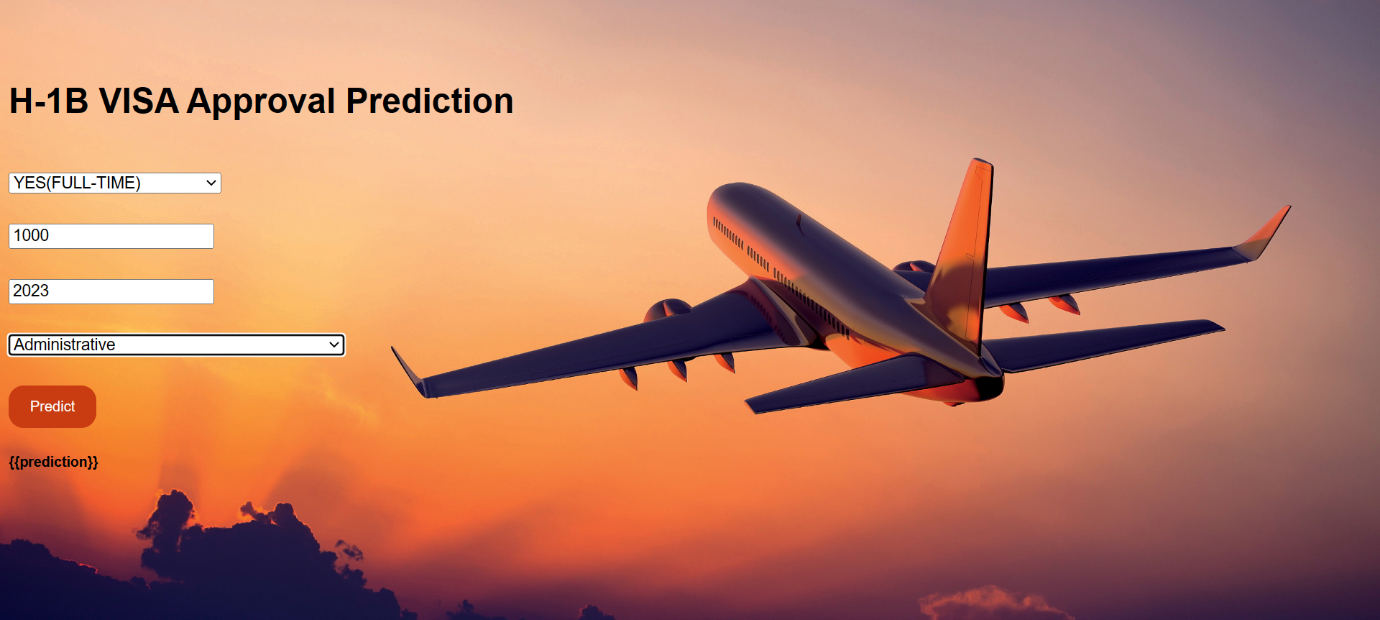 H-1B VISA Approval Prediction
YES(FULL-TIME)
1000
2023
Administrative
Predict
{{prediction}}